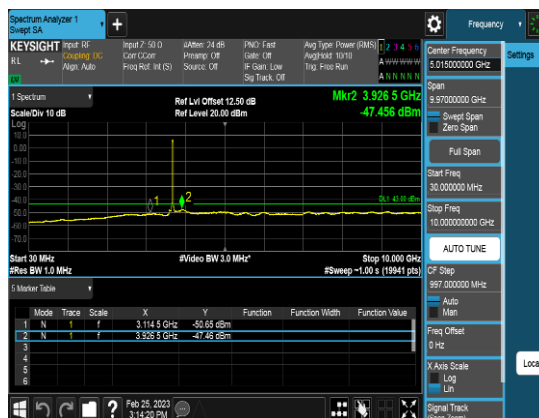 Spectrum Analyzer 1
Swept SA
+
Frequency
KEYSIGHT
RL
Input: RF
Coupling: DC
Align: Auto
Input Z: 50 Ω
Corr CCorr
Freq Ref: Int (S)
#Atten: 24 dB
Preamp: Off
Source: Off
PNO: Fast
Gate: Off
IF Gain: Low
Sig Track: Off
Avg Type: Power (RMS)
Avg|Hold: 10/10
Trig: Free Run
1 2 3 4 5 6
A W W W W W
A N N N N N
Center Frequency
5.015000000 GHz
Settings
Span
9.97000000 GHz
Swept Span
Zero Span
Full Span
Start Freq
30.000000 MHz
Stop Freq
10.000000000 GHz
AUTO TUNE
CF Step
997.000000 MHz
Auto
Man
Freq Offset
0 Hz
X Axis Scale
Log
Lin
Signal Track
Local
1 Spectrum
Scale/Div 10 dB
Ref Lvl Offset 12.50 dB
Ref Level 20.00 dBm
Mkr2 3.926 5 GHz
-47.456 dBm
Log
10.0
0.00
-10.0
-20.0
-30.0
-40.0
-50.0
-60.0
-70.0
1
2
Start 30 MHz
#Res BW 1.0 MHz
#Video BW 3.0 MHz*
Stop 10.000 GHz
#Sweep ~1.00 s (19941 pts)
5 Marker Table
Mode Trace Scale X Y Function Function Width Function Value
1 N 1 f 3.114 5 GHz -50.65 dBm
2 N 1 f 3.926 5 GHz -47.46 dBm
3
4
5
6
?
Feb 25, 2023
3:14:20 PM